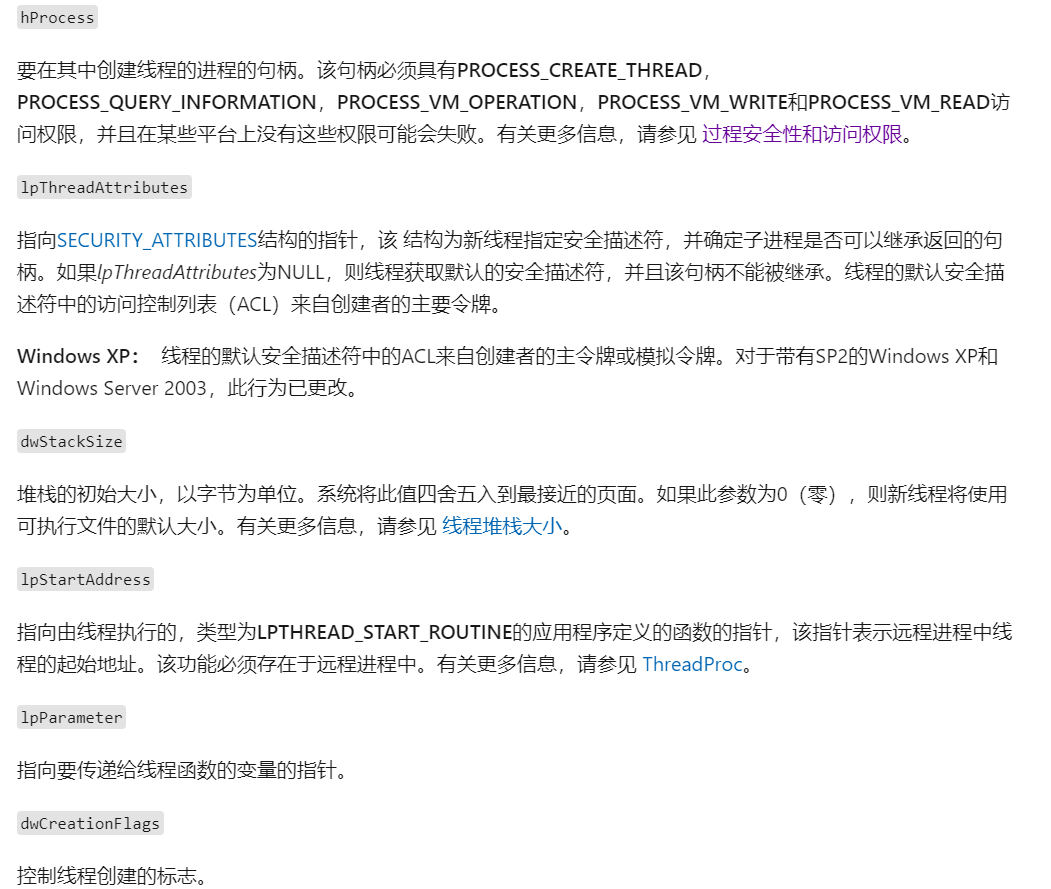 hProcess
要在其中创建线程的进程的句柄。该句柄必须具有PROCESS_CREATE_THREAD，
PROCESS_QUERY_INFORMATION，PROCESS_VM_OPERATION，PROCESS_VM_WRITE和PROCESS_VM_READ访
问权限，并且在某些平台上没有这些权限可能会失败。有关更多信息，请参见 过程安全性和访问权限。
lpThreadAttributes
指向SECURITY_ATTRIBUTES结构的指针，该 结构为新线程指定安全描述符，并确定子进程是否可以继承返回的句
柄。如果lpThreadAttributes为NULL，则线程获取默认的安全描述符，并且该句柄不能被继承。线程的默认安全描
述符中的访问控制列表（ACL）来自创建者的主要令牌。
Windows XP： 线程的默认安全描述符中的ACL来自创建者的主令牌或模拟令牌。对于带有SP2的Windows XP和
Windows Server 2003，此行为已更改。
dwStackSize
堆栈的初始大小，以字节为单位。系统将此值四舍五入到最接近的页面。如果此参数为0（零），则新线程将使用
可执行文件的默认大小。有关更多信息，请参见 线程堆栈大小。
lpStartAddress
指向由线程执行的，类型为LPTHREAD_START_ROUTINE的应用程序定义的函数的指针，该指针表示远程进程中线
程的起始地址。该功能必须存在于远程进程中。有关更多信息，请参见 ThreadProc。
lpParameter
指向要传递给线程函数的变量的指针。
dwCreationFlags
控制线程创建的标志。